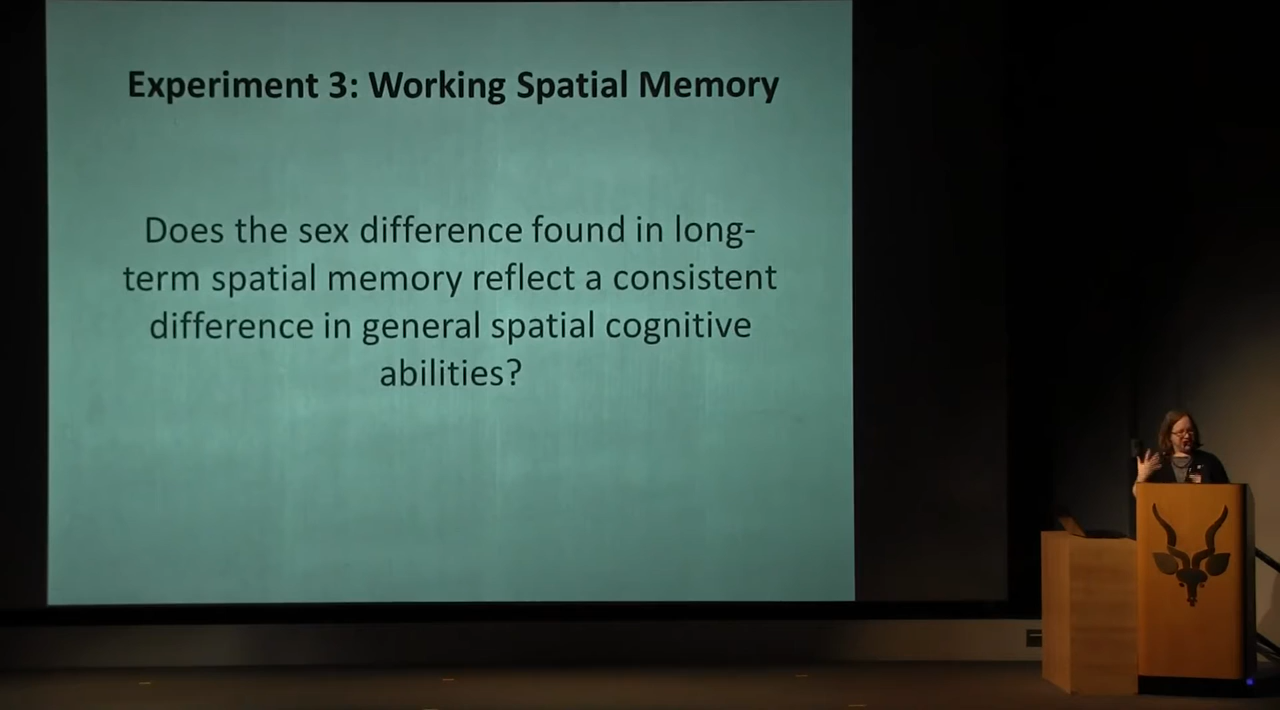 Experiment 3: Working Spatial Memory
Does the sex difference found in long-
term spatial memory reflect a consistent
difference in general spatial cognitive
abilities?